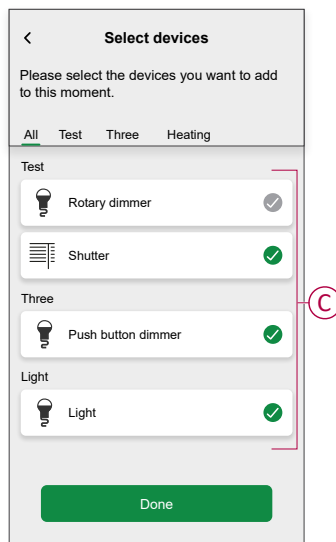 Select devices
Please select the devices you want to add
to this moment.
All Test Three Heating
Test
Rotary dimmer
Shutter
C
Three
Push button dimmer
Light
Light
Done